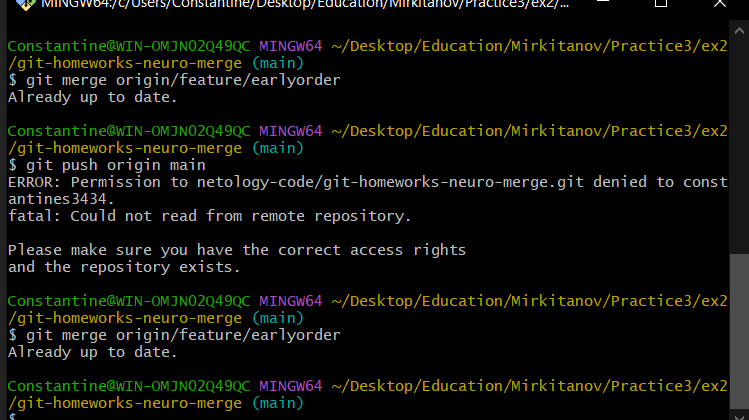 MINGW64:/c/Users/Constantine/Desktop/Education/Mirkitanov/Practice3/ex2/...
Constantine@WIN-OMJNO2Q49QC MINGW64 ~/Desktop/Education/Mirkitanov/Practice3/ex2
/git-homeworks-neuro-merge (main)
$ git merge origin/feature/earlyorder
Already up to date.
Constantine@WIN-OMJNO2Q49QC MINGW64 ~/Desktop/Education/Mirkitanov/Practice3/ex2
/git-homeworks-neuro-merge (main)
$ git push origin main
ERROR: Permission to netology-code/git-homeworks-neuro-merge.git denied to const
antines3434.
fatal: Could not read from remote repository.
Please make sure you have the correct access rights
and the repository exists.
Constantine@WIN-OMJNO2Q49QC MINGW64 ~/Desktop/Education/Mirkitanov/Practice3/ex2
/git-homeworks-neuro-merge (main)
$ git merge origin/feature/earlyorder
Already up to date.
Constantine@WIN-OMJNO2Q49QC MINGW64 ~/Desktop/Education/Mirkitanov/Practice3/ex2
/git-homeworks-neuro-merge (main)
$